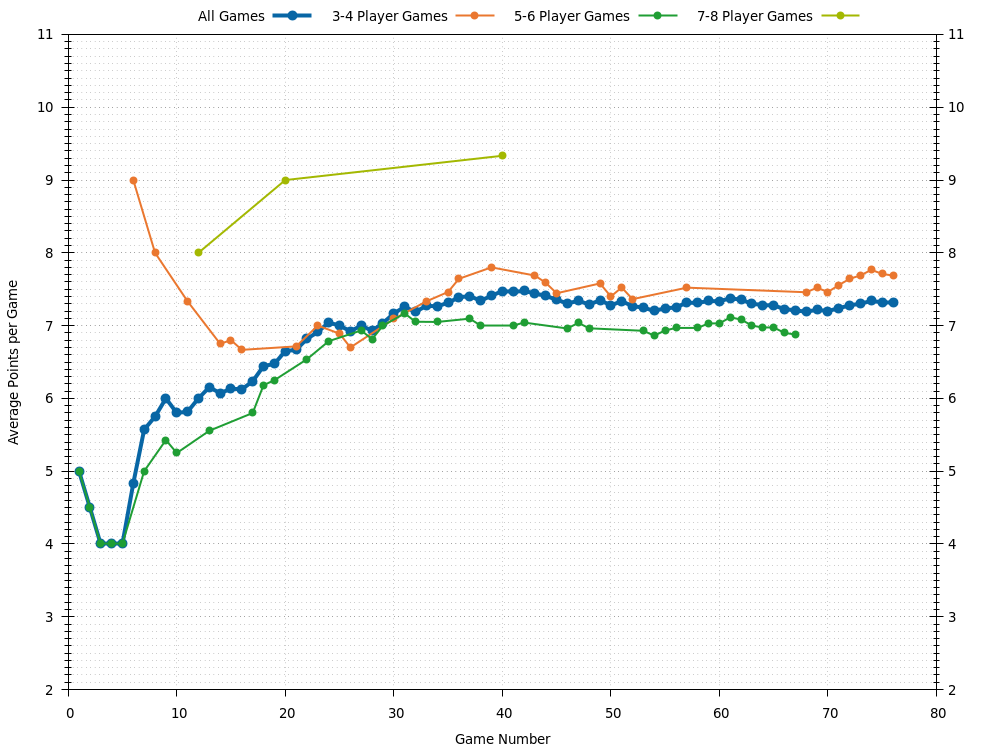 All Games 3-4 Player Games 5-6 Player Games 7-8 Player Games
11 11
10 10
9 9
8 8
7 7
6 6
5 5
4 4
3 3
2 2
Average Points per Game
0 10 20 30 40 50 60 70 80
Game Number